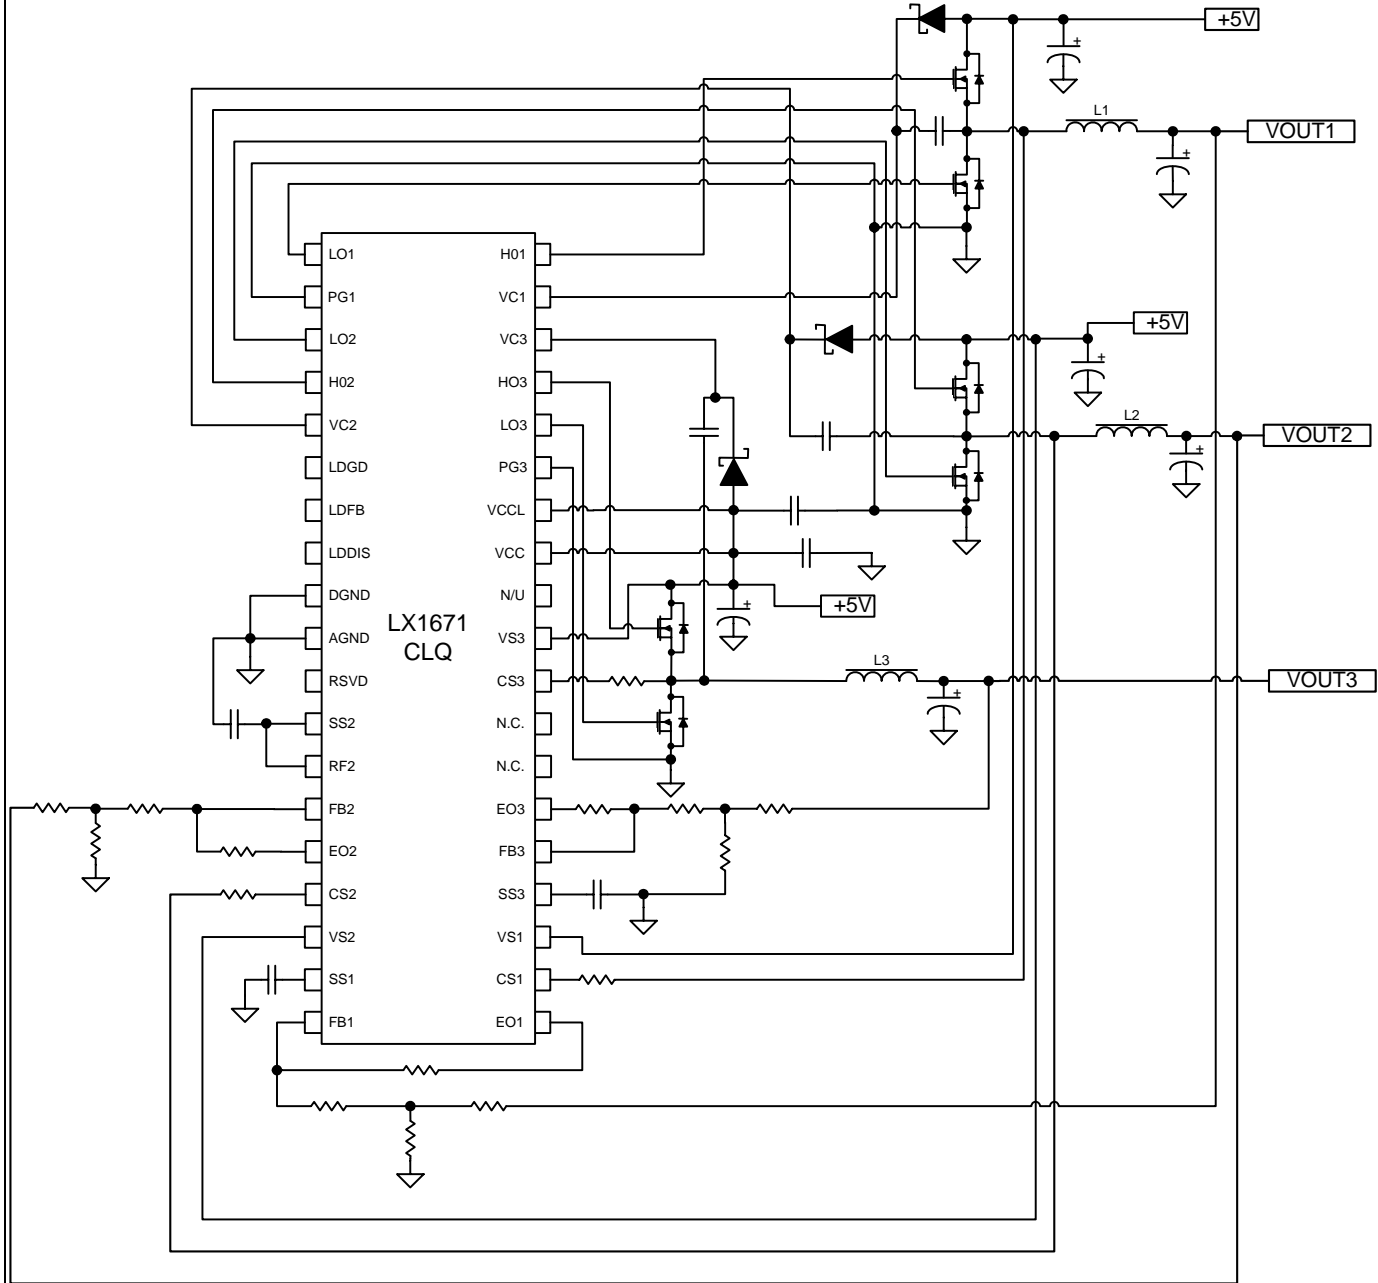 +5V
L1
VOUT1
+5V
L2
VOUT2
+5V
L3
VOUT3
LX1671
CLQ
LO1
PG1
LO2
H02
VC2
LDGD
LDFB
LDDIS
DGND
AGND
RSVD
SS2
RF2
FB2
EO2
CS2
VS2
SS1
FB1
H01
VC1
VC3
HO3
LO3
PG3
VCCL
VCC
N/U
VS3
CS3
N.C.
N.C.
EO3
FB3
SS3
VS1
CS1
EO1
+
+
+
+
+
+